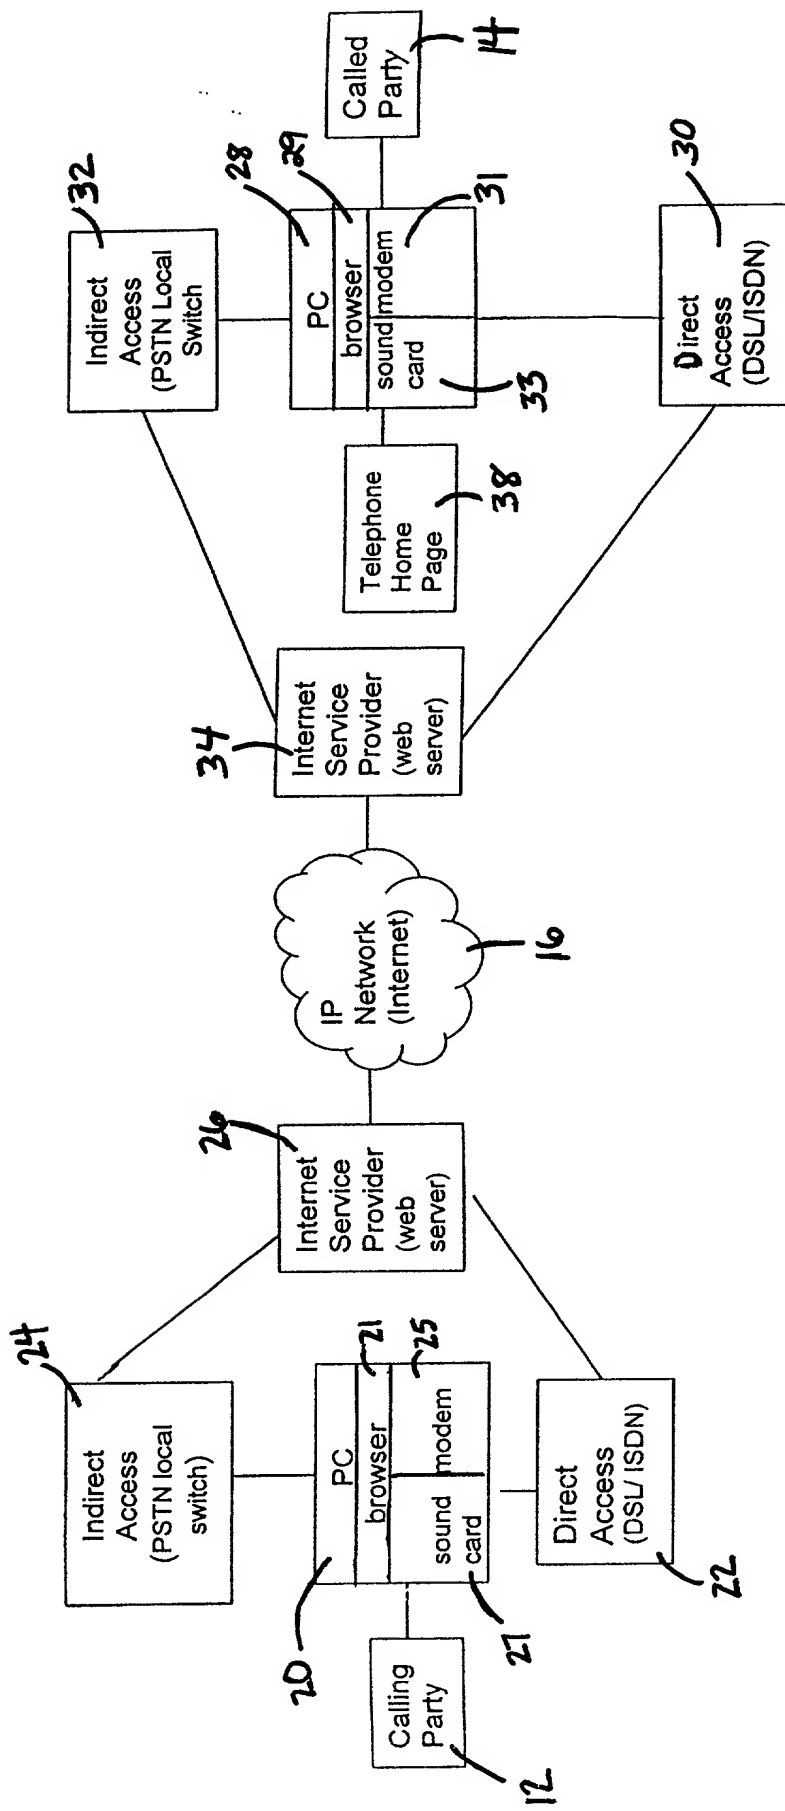 24
Indirect
Access
(PSTN local
switch)
20
PC
browser
21
sound
card
modem
25
27
Calling
Party
12
Direct
Access
(DSL/ ISDN)
22
26
Internet
Service
Provider
(web
server)
IP
Network
(Internet)
16
34
Internet
Service
Provider
(web
server)
32
Indirect
Access
(PSTN Local
Switch
28
PC
29
browser
sound
card
modem
31
33
Telephone
Home
Page
38
Called
Party
14
Direct
Access
(DSL/ISDN)
30